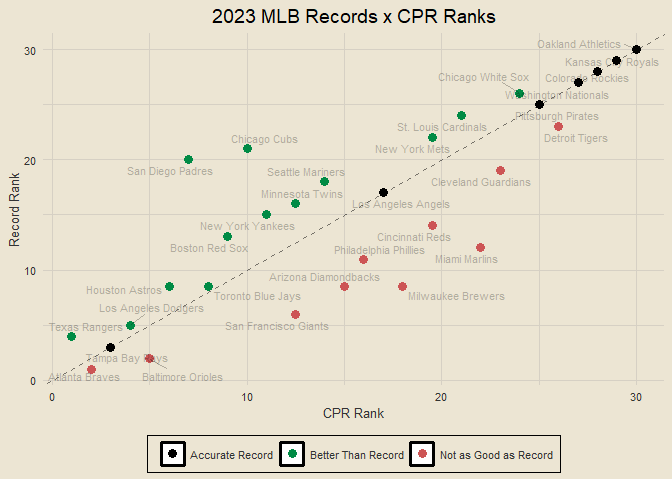 2023 MLB Records x CPR Ranks
30
Oakland Athletics
Kansas City Royals
Chicago White Sox
Colorado Rockies
Washington Nationals
Pittsburgh Pirates
St. Louis Cardinals
Detroit Tigers
Chicago Cubs
New York Mets
20
San Diego Padres
Seattle Mariners
Cleveland Guardians
Minnesota Twins
Los Angeles Angels
New York Yankees
Cincinnati Reds
Boston Red Sox
Philadelphia Phillies
Miami Marlins
10
Arizona Diamondbacks
Houston Astros
Toronto Blue Jays
Milwaukee Brewers
Los Angeles Dodgers
Texas Rangers
San Francisco Giants
Tampa Bay Rays
Atlanta Braves
Baltimore Orioles
0
Record Rank
0
10
20
30
CPR Rank
Accurate Record
Better Than Record
Not as Good as Record